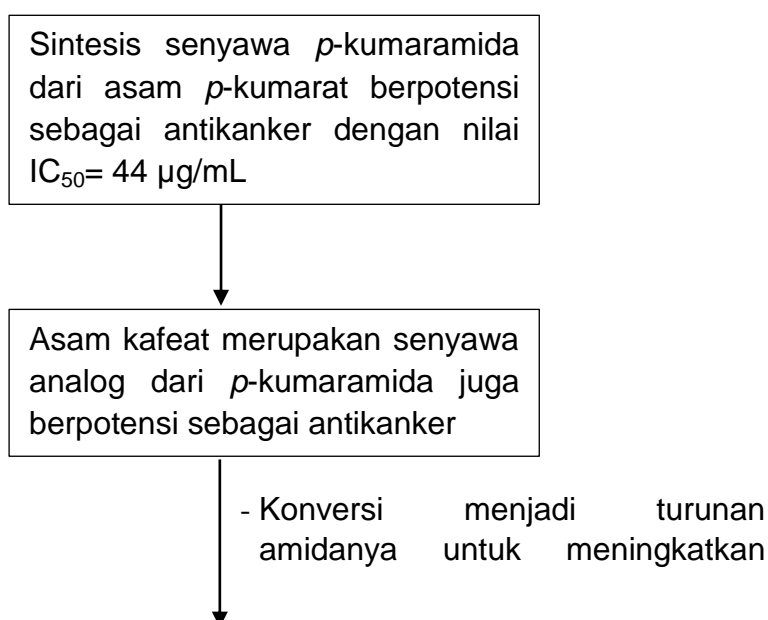 Sintesis senyawa p-kumaramida
dari asam p-kumarat berpotensi
sebagai antikanker dengan nilai
IC50= 44 µg/mL
Asam kafeat merupakan senyawa
analog dari p-kumaramida juga
berpotensi sebagai antikanker
- Konversi menjadi turunan
amidanya untuk meningkatkan